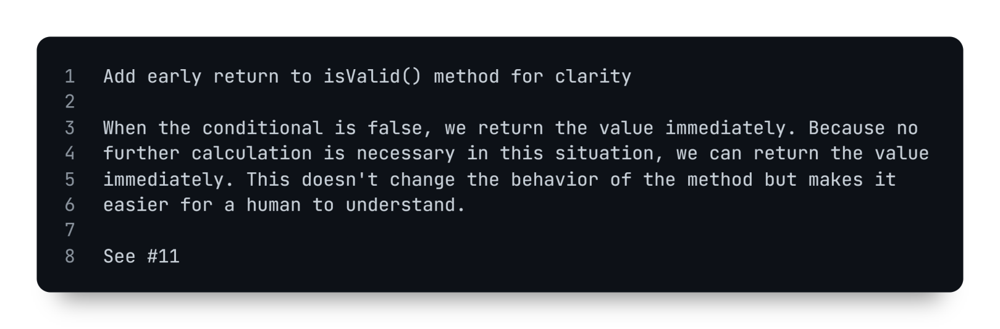 1 Add early return to isValid() method for clarity
2
3 When the conditional is false, we return the value immediately. Because no
4 further calculation is necessary in this situation, we can return the value
5 immediately. This doesn't change the behavior of the method but makes it
6 easier for a human to understand.
7
8 See #11